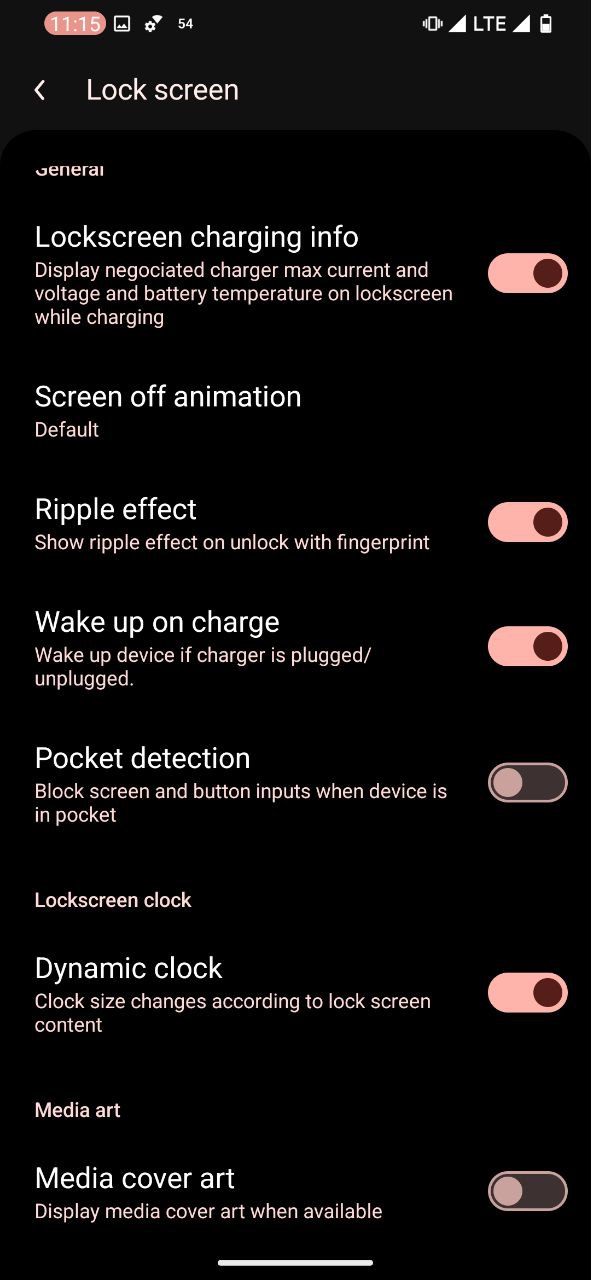 11:15 54 LTE
Lock screen
General
Lockscreen charging info
Display negociated charger max current and
voltage and battery temperature on lockscreen
while charging
Screen off animation
Default
Ripple effect
Show ripple effect on unlock with fingerprint
Wake up on charge
Wake up device if charger is plugged/
unplugged.
Pocket detection
Block screen and button inputs when device is
in pocket
Lockscreen clock
Dynamic clock
Clock size changes according to lock screen
content
Media art
Media cover art
Display media cover art when available